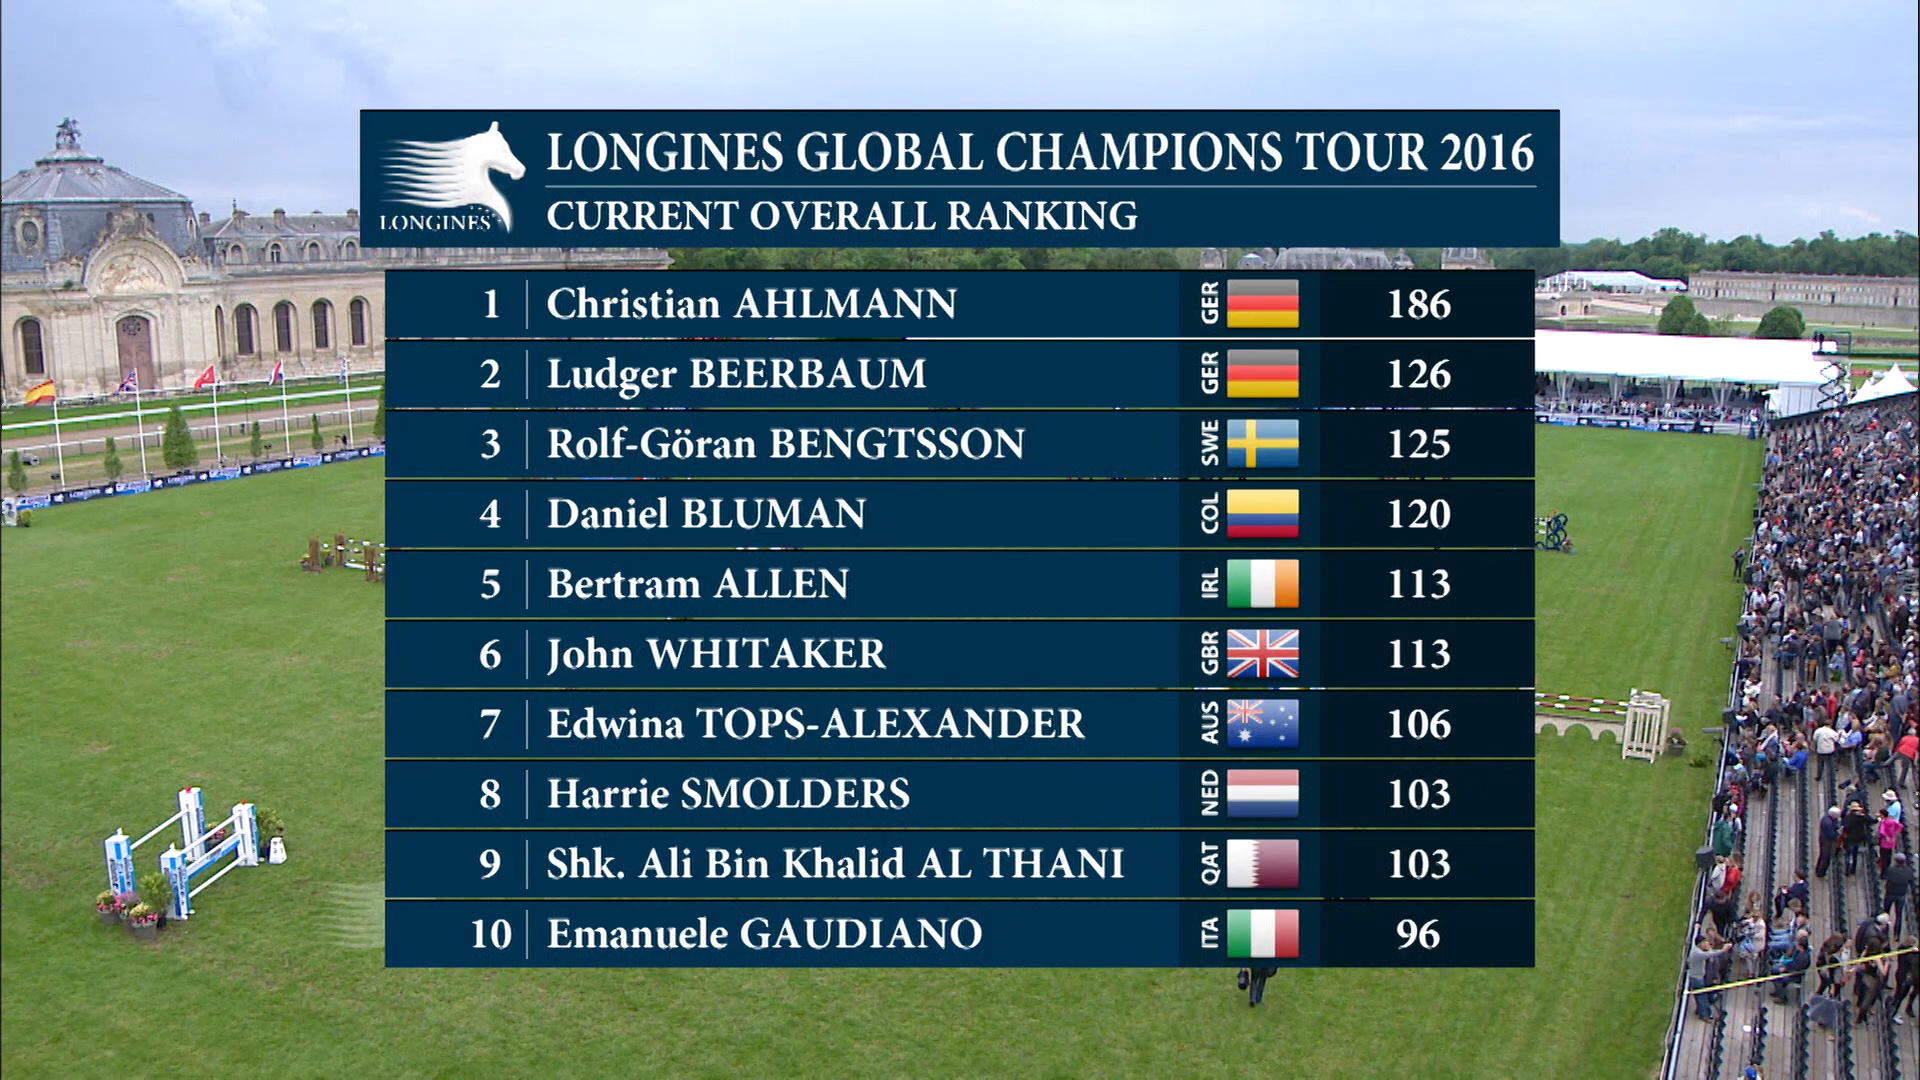 LONGINES GLOBAL CHAMPIONS TOUR 2016
LONGINES
CURRENT OVERALL RANKING
1 Christian AHLMANN GER 186
2 Ludger BEERBAUM GER 126
3 Rolf-Göran BENGTSSON SWE 125
4 Daniel BLUMAN COL 120
5 Bertram ALLEN IRL 113
6 John WHITAKER GBR 113
7 Edwina TOPS-ALEXANDER AUS 106
8 Harrie SMOLDERS NED 103
9 Shk. Ali Bin Khalid AL THANI QAT 103
10 Emanuele GAUDIANO ITA 96